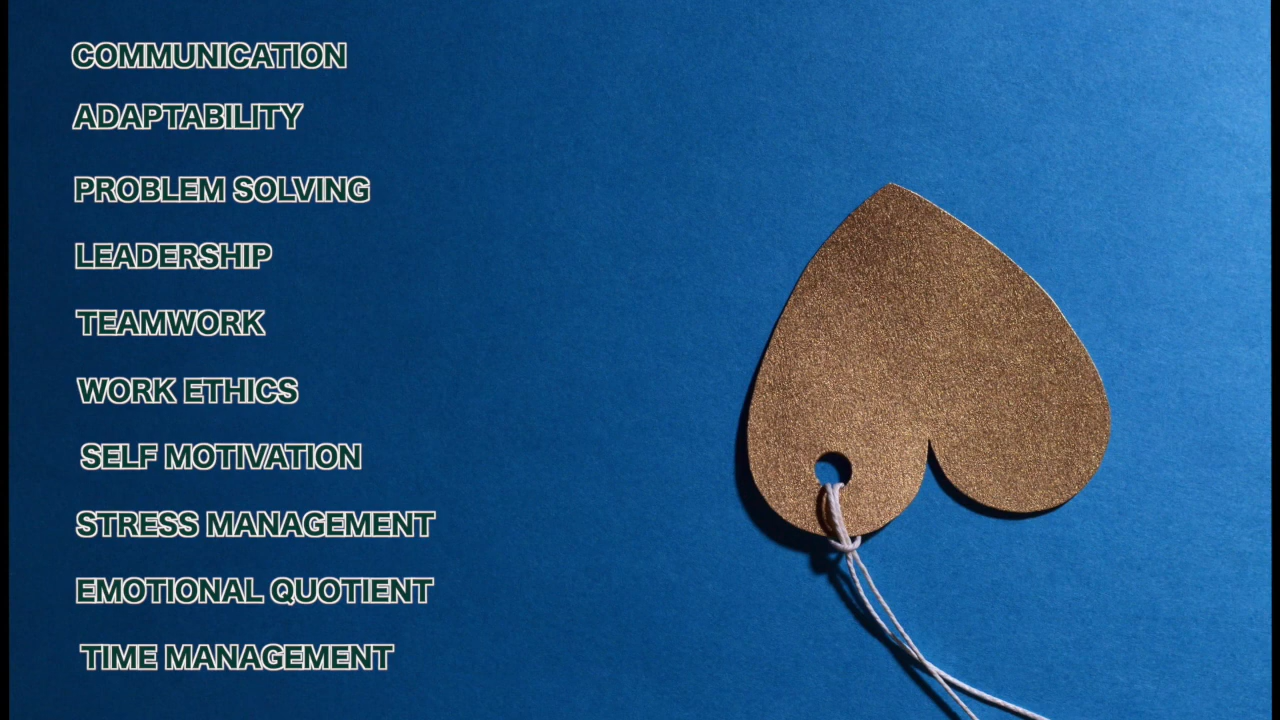 COMMUNICATION
ADAPTABILITY
PROBLEM SOLVING
LEADERSHIP
TEAMWORK
WORK ETHICS
SELF MOTIVATION
STRESS MANAGEMENT
EMOTIONAL QUOTIENT
TIME MANAGEMENT